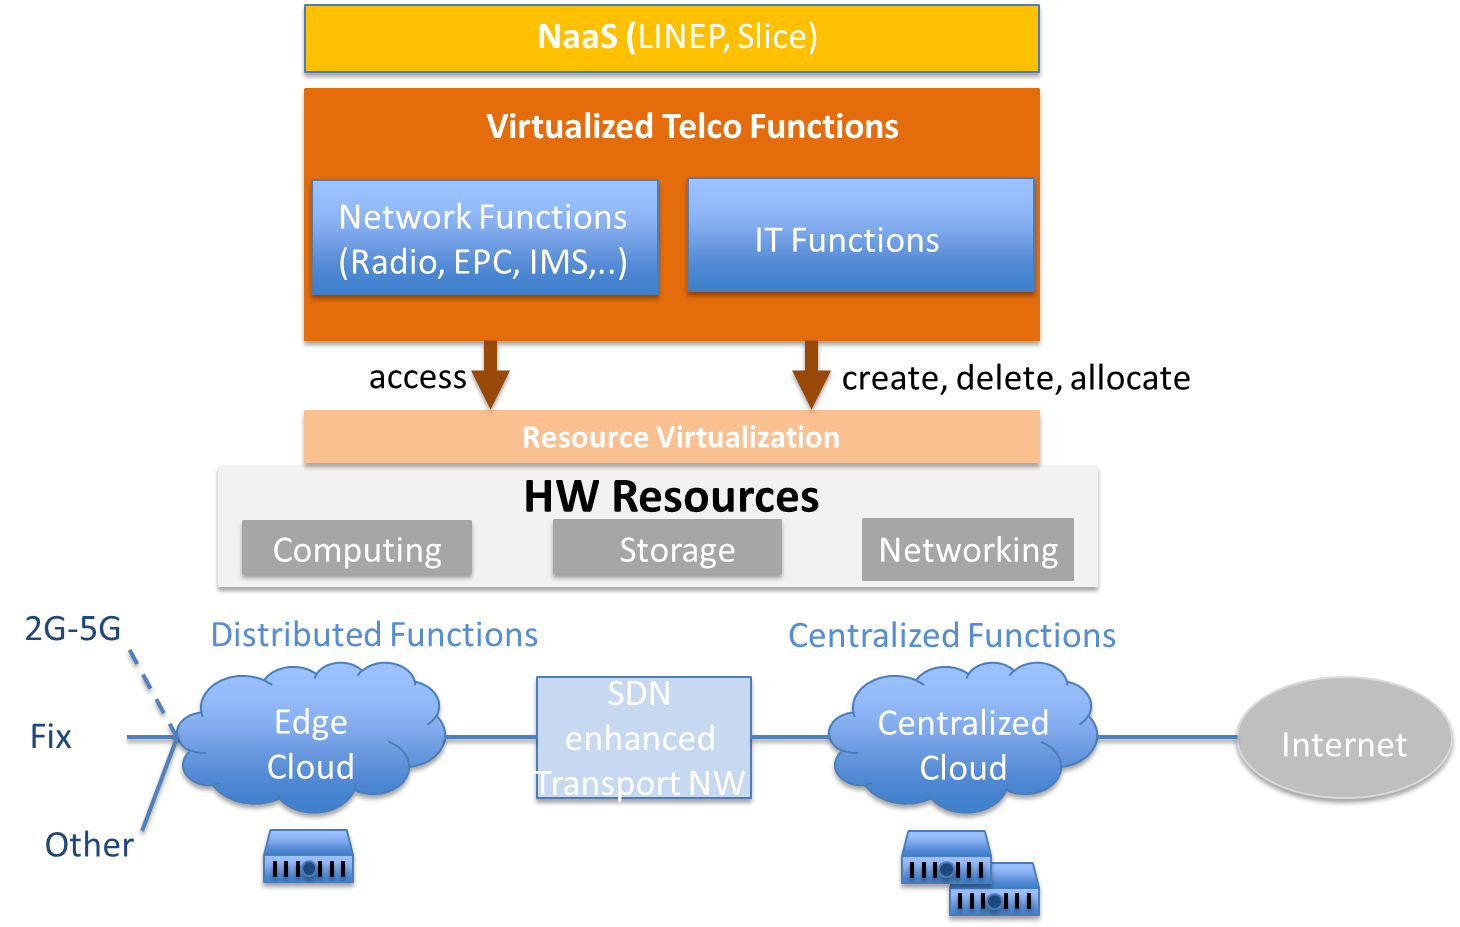 NaaS (LINEP, Slice)
Virtualized Telco Functions
Network Functions
(Radio, EPC, IMS,..)
IT Functions
access
create, delete, allocate
Resource Virtualization
HW Resources
Computing
Storage
Networking
2G-5G
Distributed Functions
Centralized Functions
Fix
Edge
Cloud
SDN
enhanced
Transport NW
Centralized
Cloud
Internet
Other